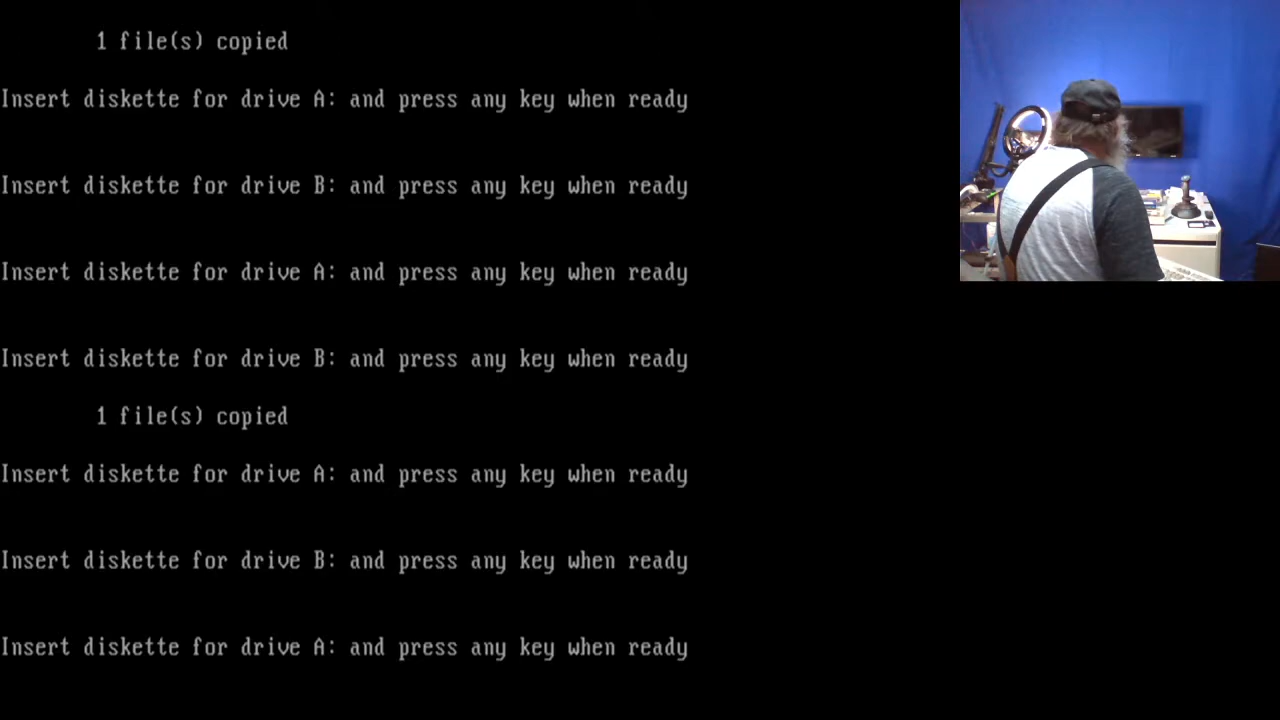 1 file(s) copied
Insert diskette for drive A: and press any key when ready
Insert diskette for drive B: and press any key when ready
Insert diskette for drive A: and press any key when ready
Insert diskette for drive B: and press any key when ready
1 file(s) copied
Insert diskette for drive A: and press any key when ready
Insert diskette for drive B: and press any key when ready
Insert diskette for drive A: and press any key when ready